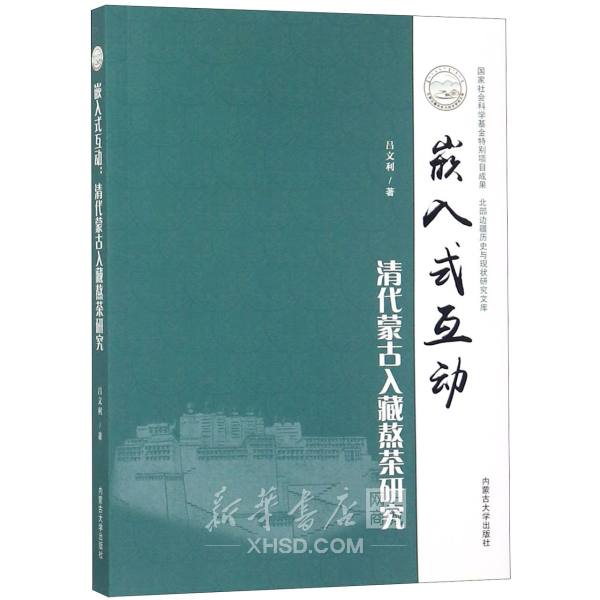 嵌入式互动：清代蒙古入藏熬茶研究
吕文利／著
内蒙古大学出版社
国家社会科学基金特别项目成果 北部边疆历史与现状研究文库
嵌入式互动
吕文利／著
清代蒙古入藏熬茶研究
内蒙古大学出版社
新华书店
网上商城
XHSD.COM